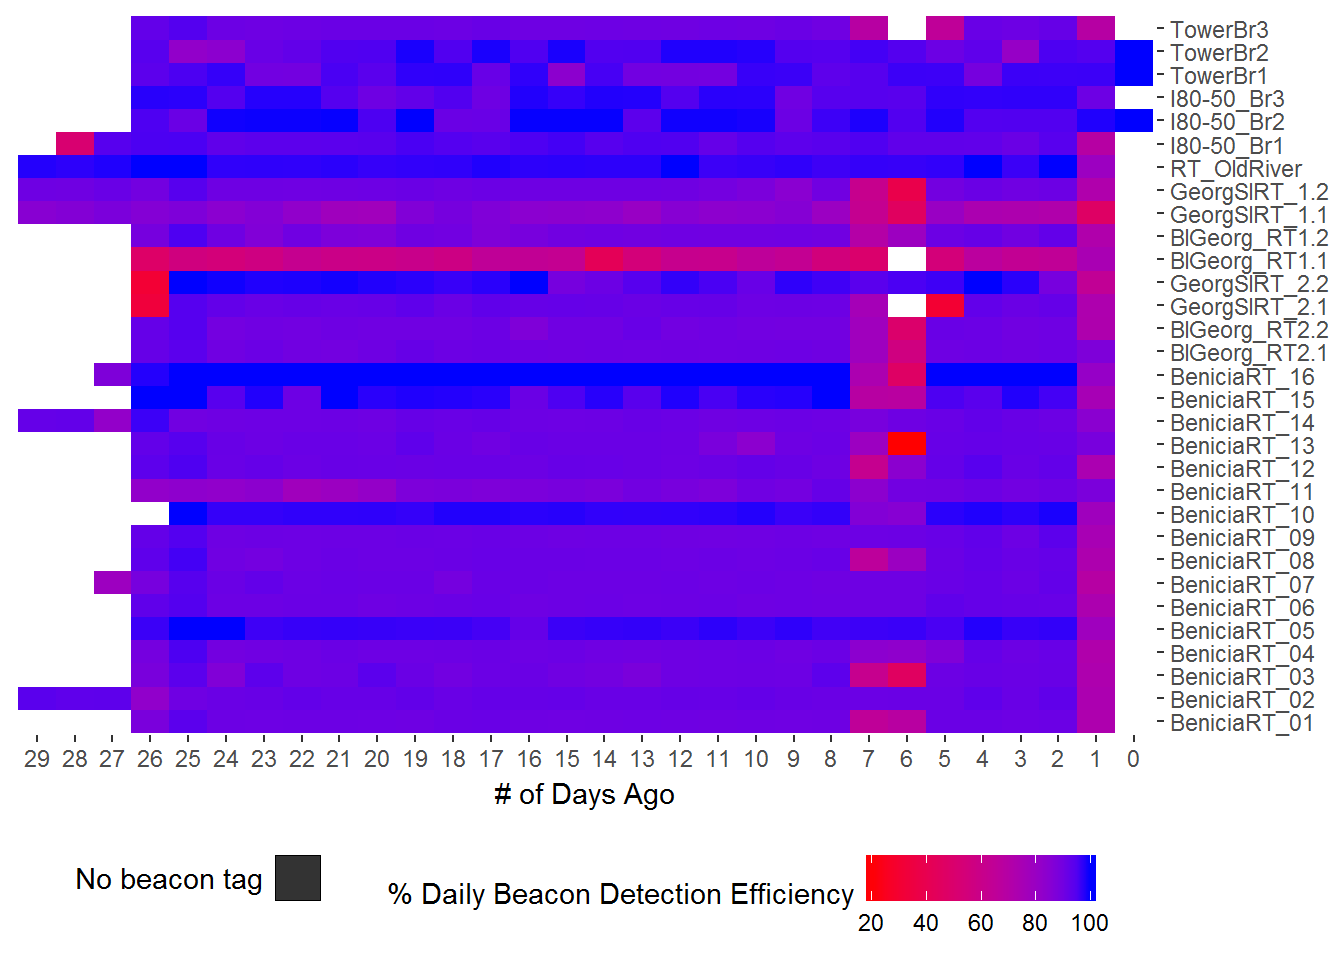 TowerBr3
TowerBr2
TowerBr1
I80-50_Br3
I80-50_Br2
I80-50_Br1
RT_OldRiver
GeorgSlRT_1.2
GeorgSlRT_1.1
BlGeorg_RT1.2
BlGeorg_RT1.1
GeorgSlRT_2.2
GeorgSlRT_2.1
BlGeorg_RT2.2
BlGeorg_RT2.1
BeniciaRT_16
BeniciaRT_15
BeniciaRT_14
BeniciaRT_13
BeniciaRT_12
BeniciaRT_11
BeniciaRT_10
BeniciaRT_09
BeniciaRT_08
BeniciaRT_07
BeniciaRT_06
BeniciaRT_05
BeniciaRT_04
BeniciaRT_03
BeniciaRT_02
BeniciaRT_01
29 28 27 26 25 24 23 22 21 20 19 18 17 16 15 14 13 12 11 10 9 8 7 6 5 4 3 2 1 0
# of Days Ago
No beacon tag
% Daily Beacon Detection Efficiency
20 40 60 80 100